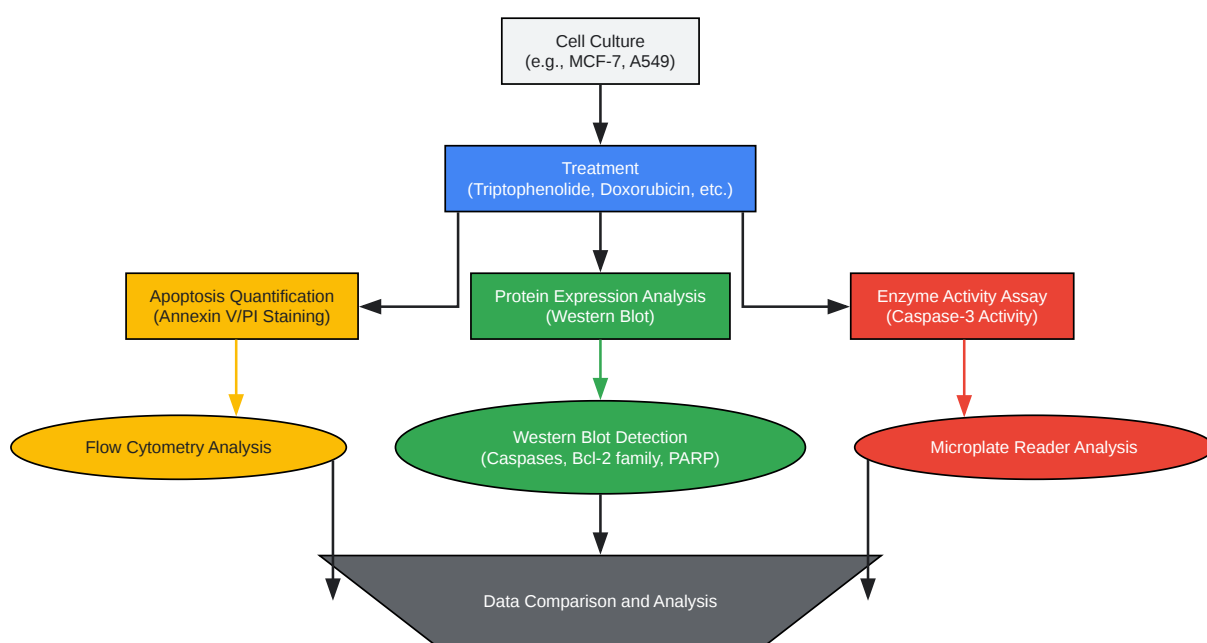 Cell Culture
(e.g., MCF-7, A549)
Treatment
(Triptophenolide, Doxorubicin, etc.)
Apoptosis Quantification
(Annexin V/PI Staining)
Protein Expression Analysis
(Western Blot)
Enzyme Activity Assay
(Caspase-3 Activity)
Flow Cytometry Analysis
Western Blot Detection
(Caspases, Bcl-2 family, PARP)
Microplate Reader Analysis
Data Comparison and Analysis